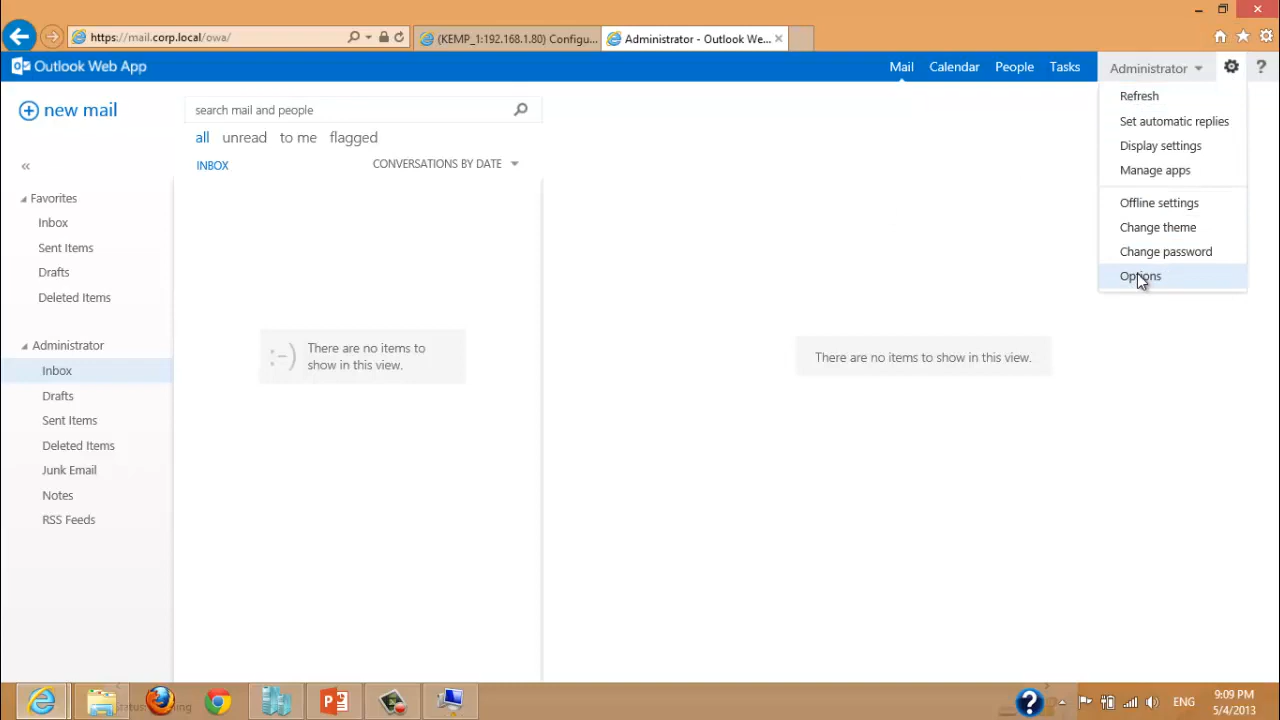 https://mail.corp.local/owa/
(KEMP_1:192.168.1.80) Configu...
Administrator - Outlook We...
Outlook Web App
Mail
Calendar
People
Tasks
Administrator
?
new mail
search mail and people
all
unread
to me
flagged
INBOX
CONVERSATIONS BY DATE
«
Favorites
Inbox
Sent Items
Drafts
Deleted Items
Administrator
Inbox
Drafts
Sent Items
Deleted Items
Junk Email
Notes
RSS Feeds
:-)
There are no items to
show in this view.
There are no items to show in this view.
Refresh
Set automatic replies
Display settings
Manage apps
Offline settings
Change theme
Change password
Options
ENG
9:09 PM
5/4/2013